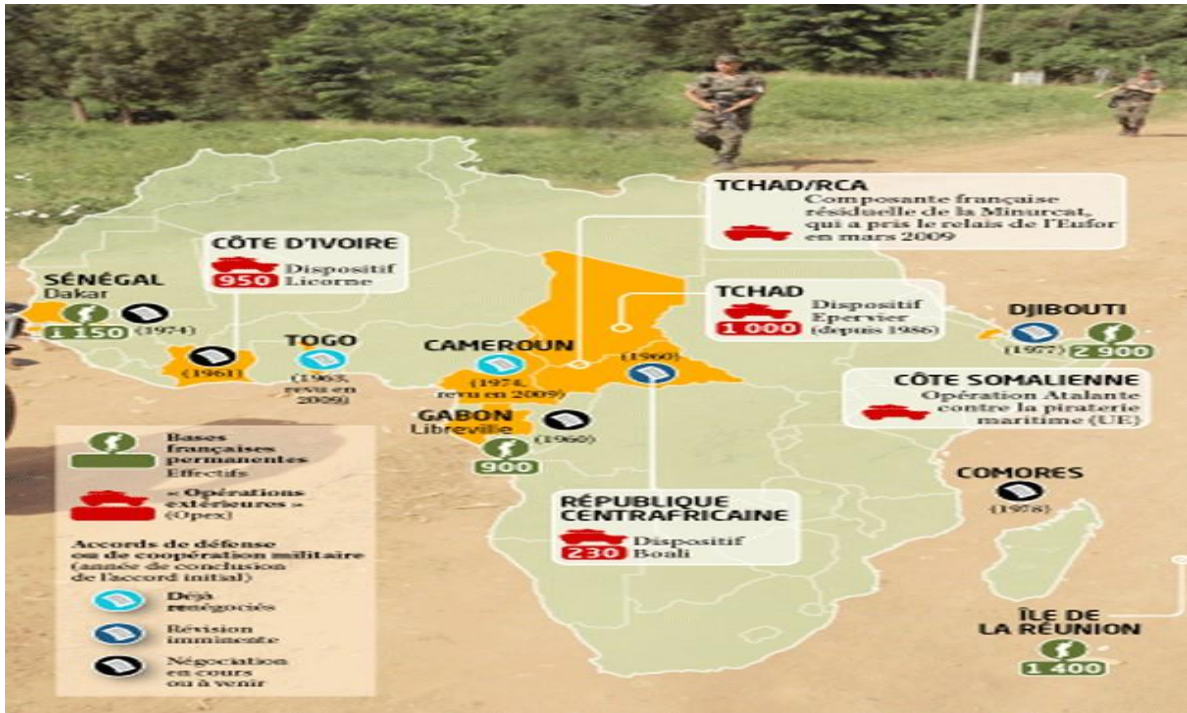 TCHAD/RCA
Composante française
résiduelle de la Minurcat,
qui a pris le relais de l'Eufor
en mars 2009
CÔTE D'IVOIRE
950
Dispositif
Licorne
(1961)
SÉNÉGAL
Dakar
1 150
(1974)
TCHAD
1 000
Dispositif
Epervier
(depuis 1986)
DJIBOUTI
(1977)
2 900
TOGO
(1963,
revu en
2009)
CAMEROUN
(1974,
revu en 2009)
(1960)
CÔTE SOMALIENNE
Opération Atalante
contre la piraterie
maritime (UE)
GABON
Libreville
(1960)
900
COMORES
(1978)
RÉPUBLIQUE
CENTRAFRICAINE
230
Dispositif
Boali
ÎLE DE
LA RÉUNION
1 400
Bases
françaises
permanentes
Effectifs
« Opérations
extérieures »
(Opex)
Accords de défense
ou de coopération militaire
(année de conclusion
de l'accord initial)
Déjà
renégociés
Révision
imminente
Négociation
en cours
ou à venir